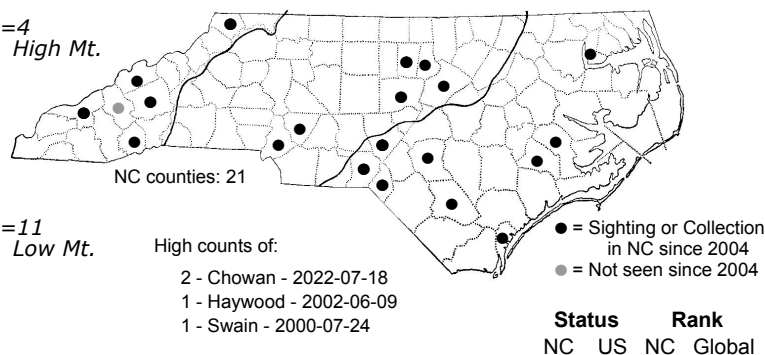 =4
High Mt.
NC counties: 21
=11
Low Mt.
High counts of:
2 - Chowan - 2022-07-18
1 - Haywood - 2002-06-09
1 - Swain - 2000-07-24
● = Sighting or Collection
in NC since 2004
● = Not seen since 2004
Status Rank
NC US NC Global